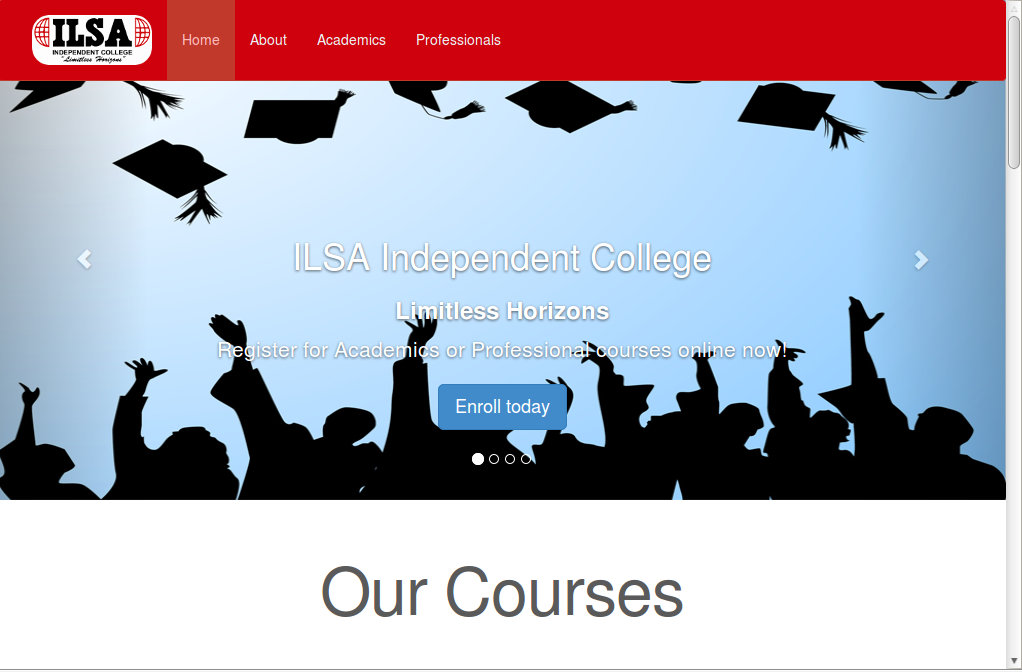 ILSA
INDEPENDENT COLLEGE
"Limitless Horizons"
Home About Academics Professionals
ILSA Independent College
Limitless Horizons
Register for Academics or Professional courses online now!
Enroll today
Our Courses